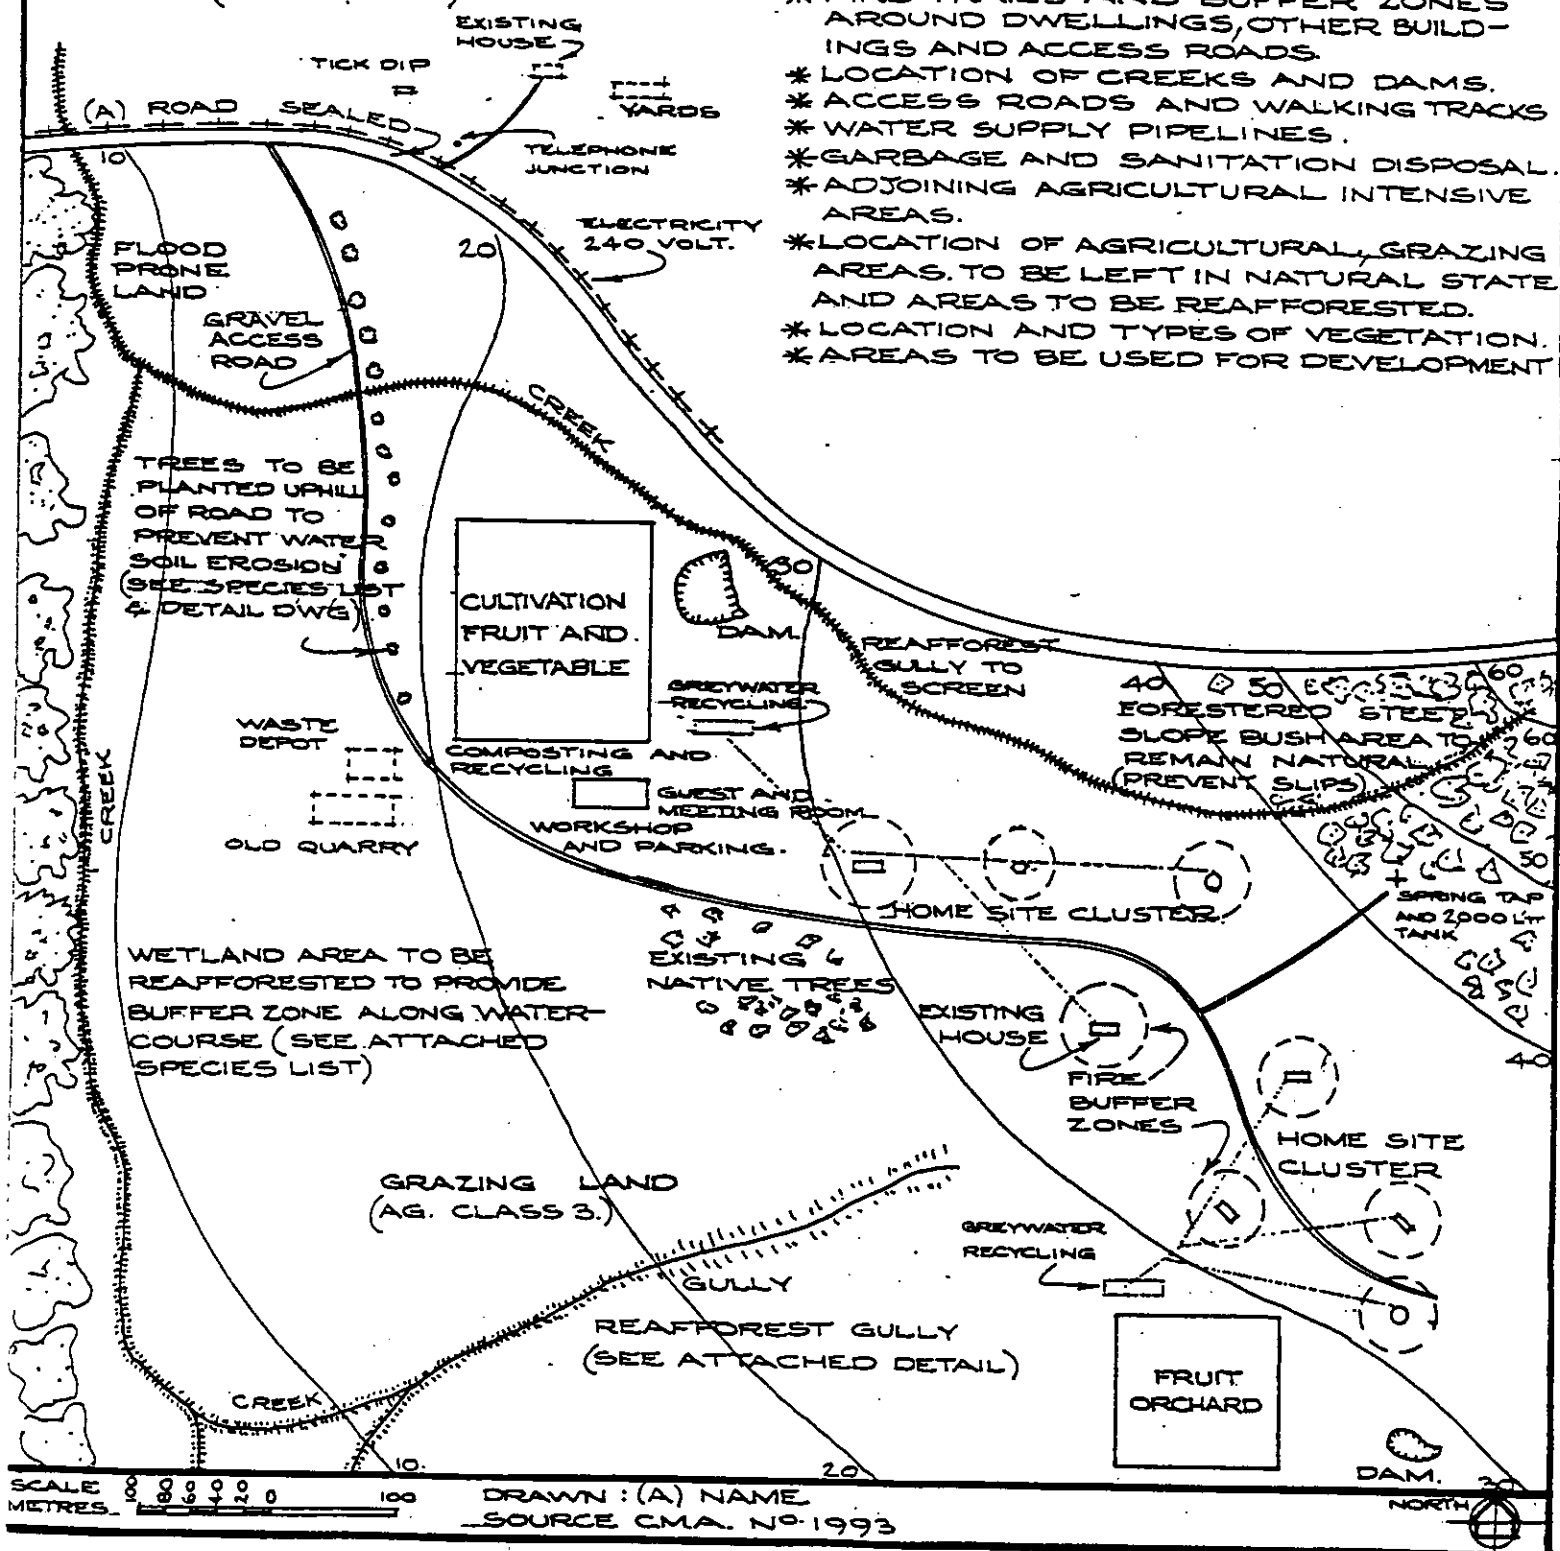 AROUND DWELLINGS, OTHER BUILD-
INGS AND ACCESS ROADS.
* LOCATION OF CREEKS AND DAMS.
* ACCESS ROADS AND WALKING TRACKS
* WATER SUPPLY PIPELINES.
* GARBAGE AND SANITATION DISPOSAL.
* ADJOINING AGRICULTURAL INTENSIVE
AREAS.
* LOCATION OF AGRICULTURAL, GRAZING
AREAS. TO BE LEFT IN NATURAL STATE
AND AREAS TO BE REAFFORESTED.
* LOCATION AND TYPES OF VEGETATION.
* AREAS TO BE USED FOR DEVELOPMENT
EXISTING
HOUSE
TICK DIP
YARDS
(A) ROAD SEALED
TELEPHONE
JUNCTION
10
ELECTRICITY
240 VOLT.
20
FLOOD
PRONE
LAND
GRAVEL
ACCESS
ROAD
CREEK
TREES TO BE
PLANTED UPHILL
OF ROAD TO
PREVENT WATER
SOIL EROSION
(SEE SPECIES LIST
& DETAIL DWG)
CULTIVATION
FRUIT AND
VEGETABLE
DAM.
30
REAFFOREST
GULLY TO
SCREEN
GREYWATER
RECYCLING
40
50
60
FORESTERED STEEP
SLOPE BUSH AREA TO
REMAIN NATURAL
(PREVENT SLIPS)
60
50
WASTE
DEPOT
OLD QUARRY
CREEK
COMPOSTING AND
RECYCLING
GUEST AND
MEETING ROOM
WORKSHOP
AND PARKING.
HOME SITE CLUSTER
SPRING TAP
AND 2000 LIT
TANK
40
WETLAND AREA TO BE
REAFFORESTED TO PROVIDE
BUFFER ZONE ALONG WATER-
COURSE (SEE ATTACHED
SPECIES LIST)
EXISTING
NATIVE TREES
EXISTING
HOUSE
FIRE
BUFFER
ZONES
HOME SITE
CLUSTER
GRAZING LAND
(AG. CLASS 3.)
GREYWATER
RECYCLING
GULLY
REAFFOREST GULLY
(SEE ATTACHED DETAIL)
FRUIT
ORCHARD
CREEK
DAM.
10.
20
30
SCALE
METRES
100 80 60 40 20 0 100
DRAWN : (A) NAME
SOURCE C.M.A. No. 1993
NORTH